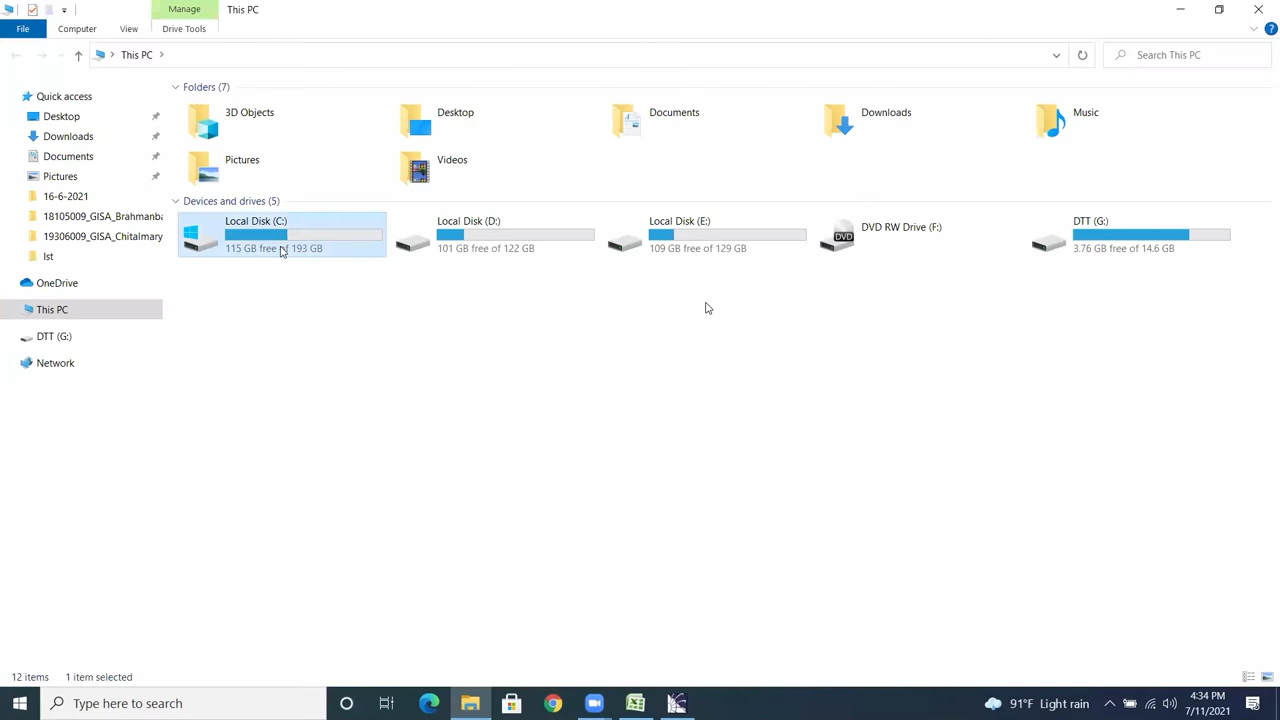 Manage
This PC
File
Computer
View
Drive Tools
This PC
Search This PC
Quick access
Desktop
Downloads
Documents
Pictures
16-6-2021
18105009_GISA_Brahmanba
19306009_GISA_Chitalmary
lst
OneDrive
This PC
DTT (G:)
Network
Folders (7)
3D Objects
Desktop
Documents
Downloads
Music
Pictures
Videos
Devices and drives (5)
Local Disk (C:)
115 GB free of 193 GB
Local Disk (D:)
101 GB free of 122 GB
Local Disk (E:)
109 GB free of 129 GB
DVD RW Drive (F:)
DVD
DTT (G:)
3.76 GB free of 14.6 GB
12 items
1 item selected
Type here to search
91°F Light rain
4:34 PM
7/11/2021